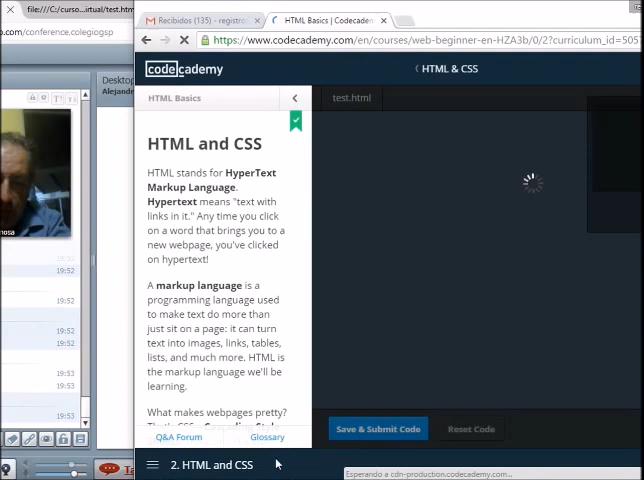 file:///C:/curso...irtual/test.htm
Recibidos (135) - registro
HTML Basics | Codecadem
p.com/conference.colegiogsp
https://www.codecademy.com/en/courses/web-beginner-en-HZA3b/0/2?curriculum_id=505
codecademy
HTML & CSS
Desktop
Alejandr
HTML Basics
test.html
HTML and CSS
HTML stands for HyperText
Markup Language.
Hypertext means "text with
links in it." Any time you click
on a word that brings you to a
new webpage, you've clicked
on hypertext!
A markup language is a
programming language used
to make text do more than
just sit on a page: it can turn
text into images, links, tables,
lists, and much more. HTML is
the markup language we'll be
learning.
What makes webpages pretty?
That's CSS—Cascading Style
nosa
19:52
19:52
19:52
19:52
19:53
19:53
19:53
Q&A Forum
Glossary
Save & Submit Code
Reset Code
2. HTML and CSS
Ta
Esperando a cdn-production.codecademy.com...